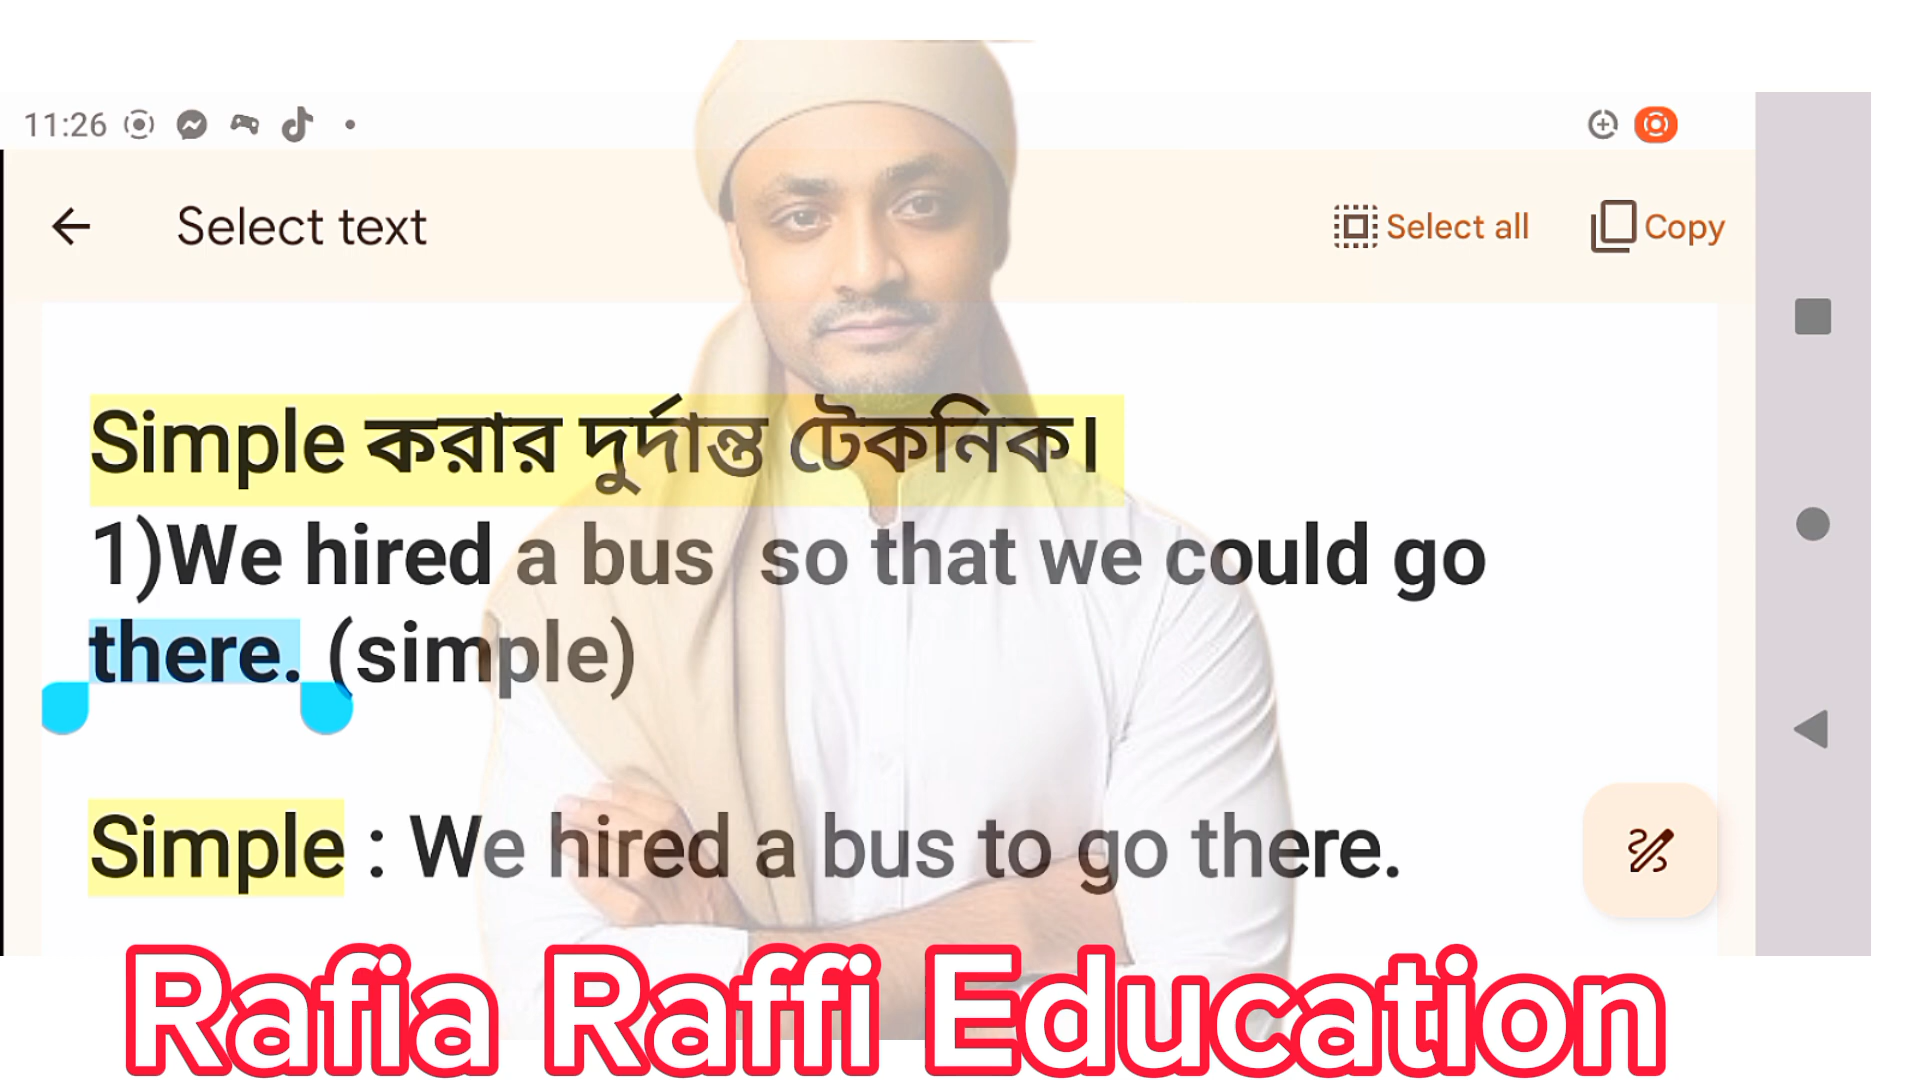 11:26
Select text
Select all
Copy
Simple করার দুর্দান্ত টেকনিক।
1)We hired a bus so that we could go
there. (simple)
Simple : We hired a bus to go there.
Rafia Raffi Education